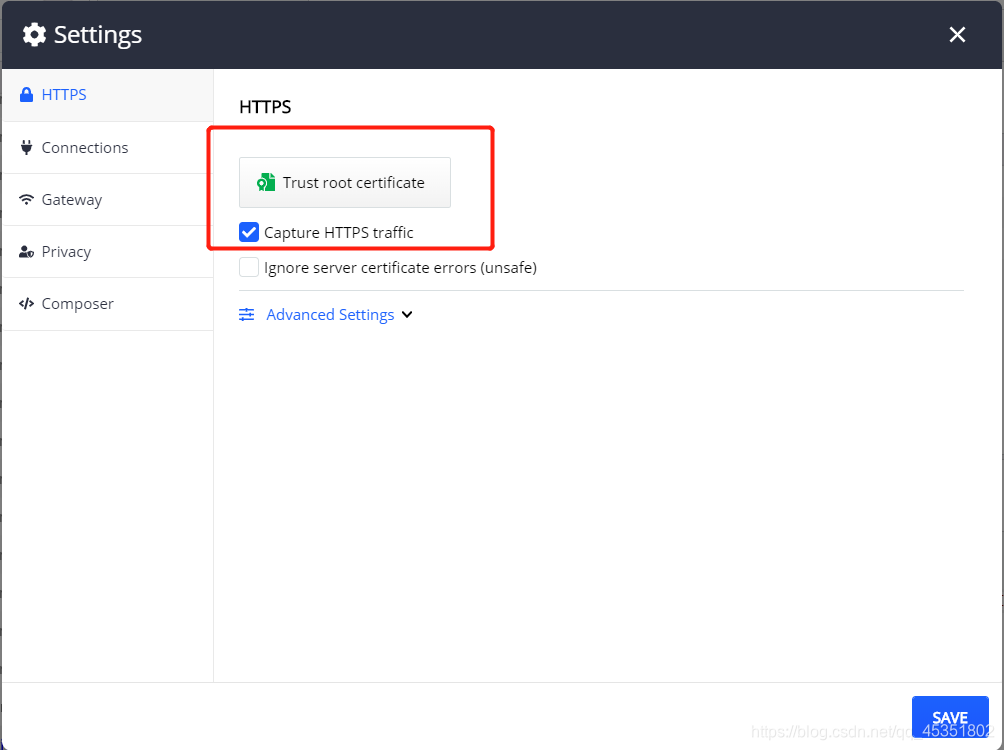 Settings
HTTPS
Connections
Gateway
Privacy
Composer
HTTPS
Trust root certificate
Capture HTTPS traffic
Ignore server certificate errors (unsafe)
Advanced Settings
SAVE
https://blog.csdn.net/qq_45351802